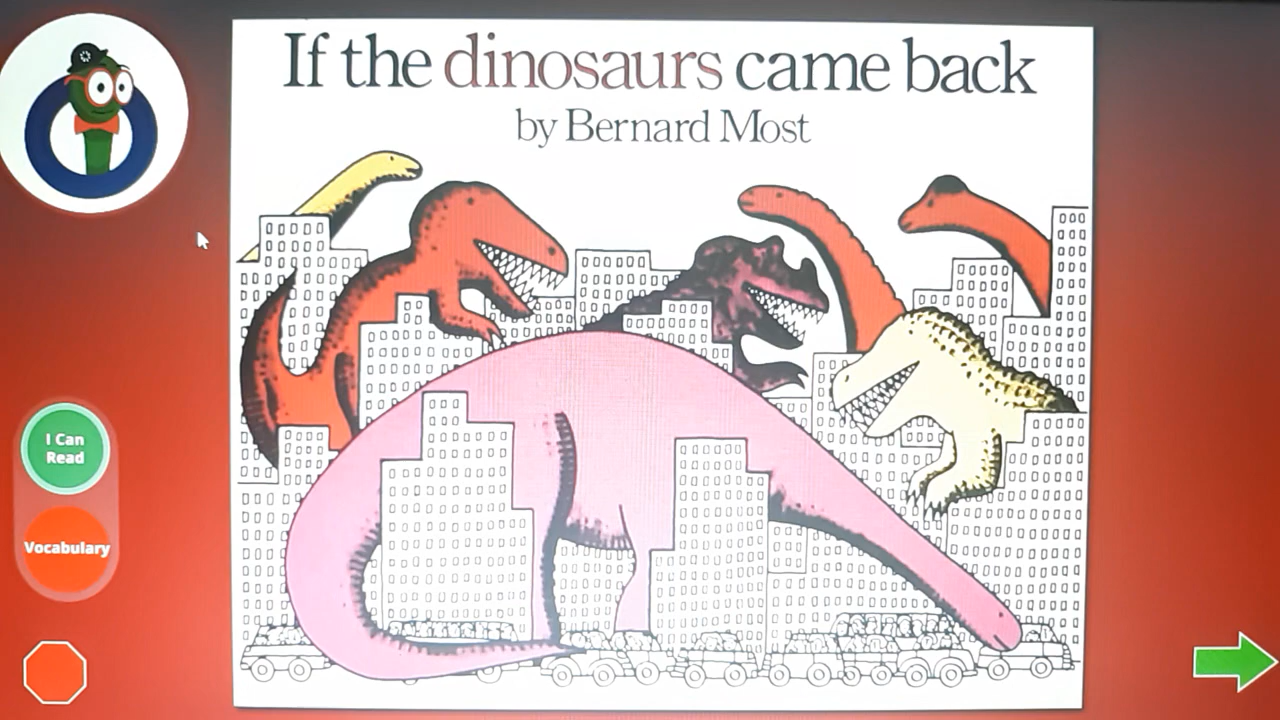 If the dinosaurs came back
by Bernard Most
I Can
Read
Vocabulary